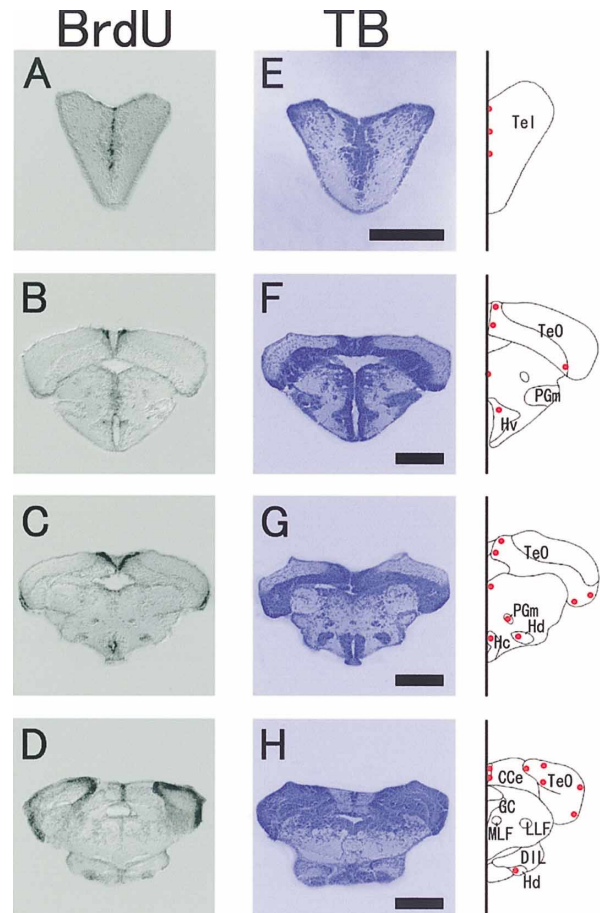 BrdU TB
A E
Tel
B F
TeO
PGm
Hv
C G
TeO
PGm
Hd
Hc
D H
CCe TeO
GC
MLF LLF
DIL
Hd